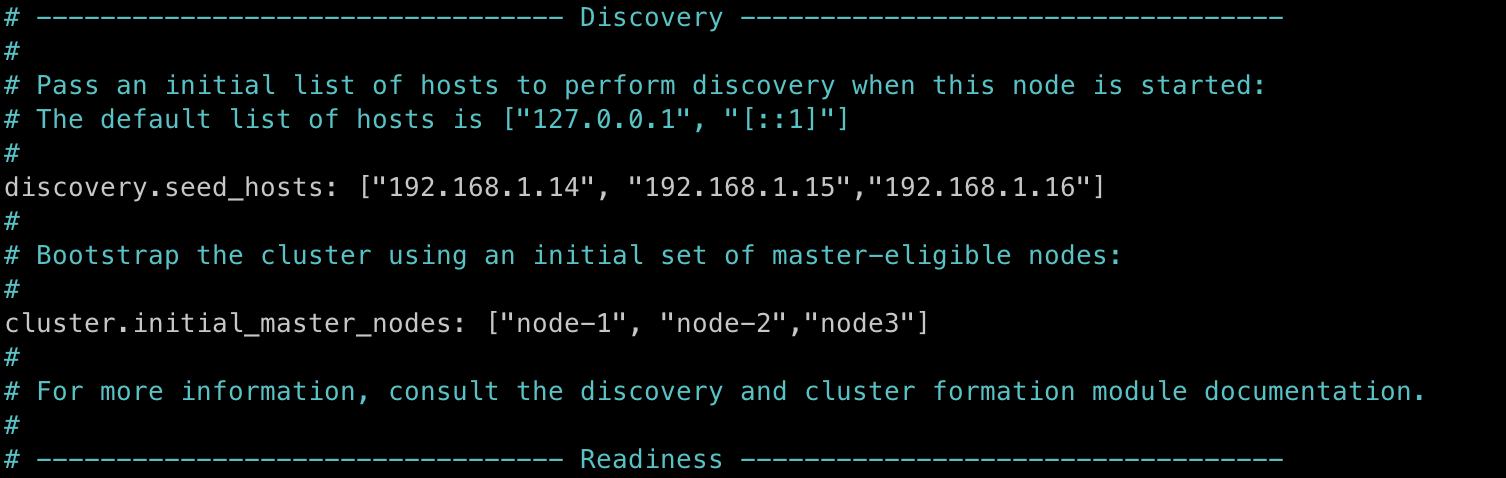 # --------------------------------- Discovery ----------------------------------
#
# Pass an initial list of hosts to perform discovery when this node is started:
# The default list of hosts is ["127.0.0.1", "[::1]"]
#
discovery.seed_hosts: ["192.168.1.14", "192.168.1.15","192.168.1.16"]
#
# Bootstrap the cluster using an initial set of master-eligible nodes:
#
cluster.initial_master_nodes: ["node-1", "node-2","node3"]
#
# For more information, consult the discovery and cluster formation module documentation.
#
# --------------------------------- Readiness ----------------------------------